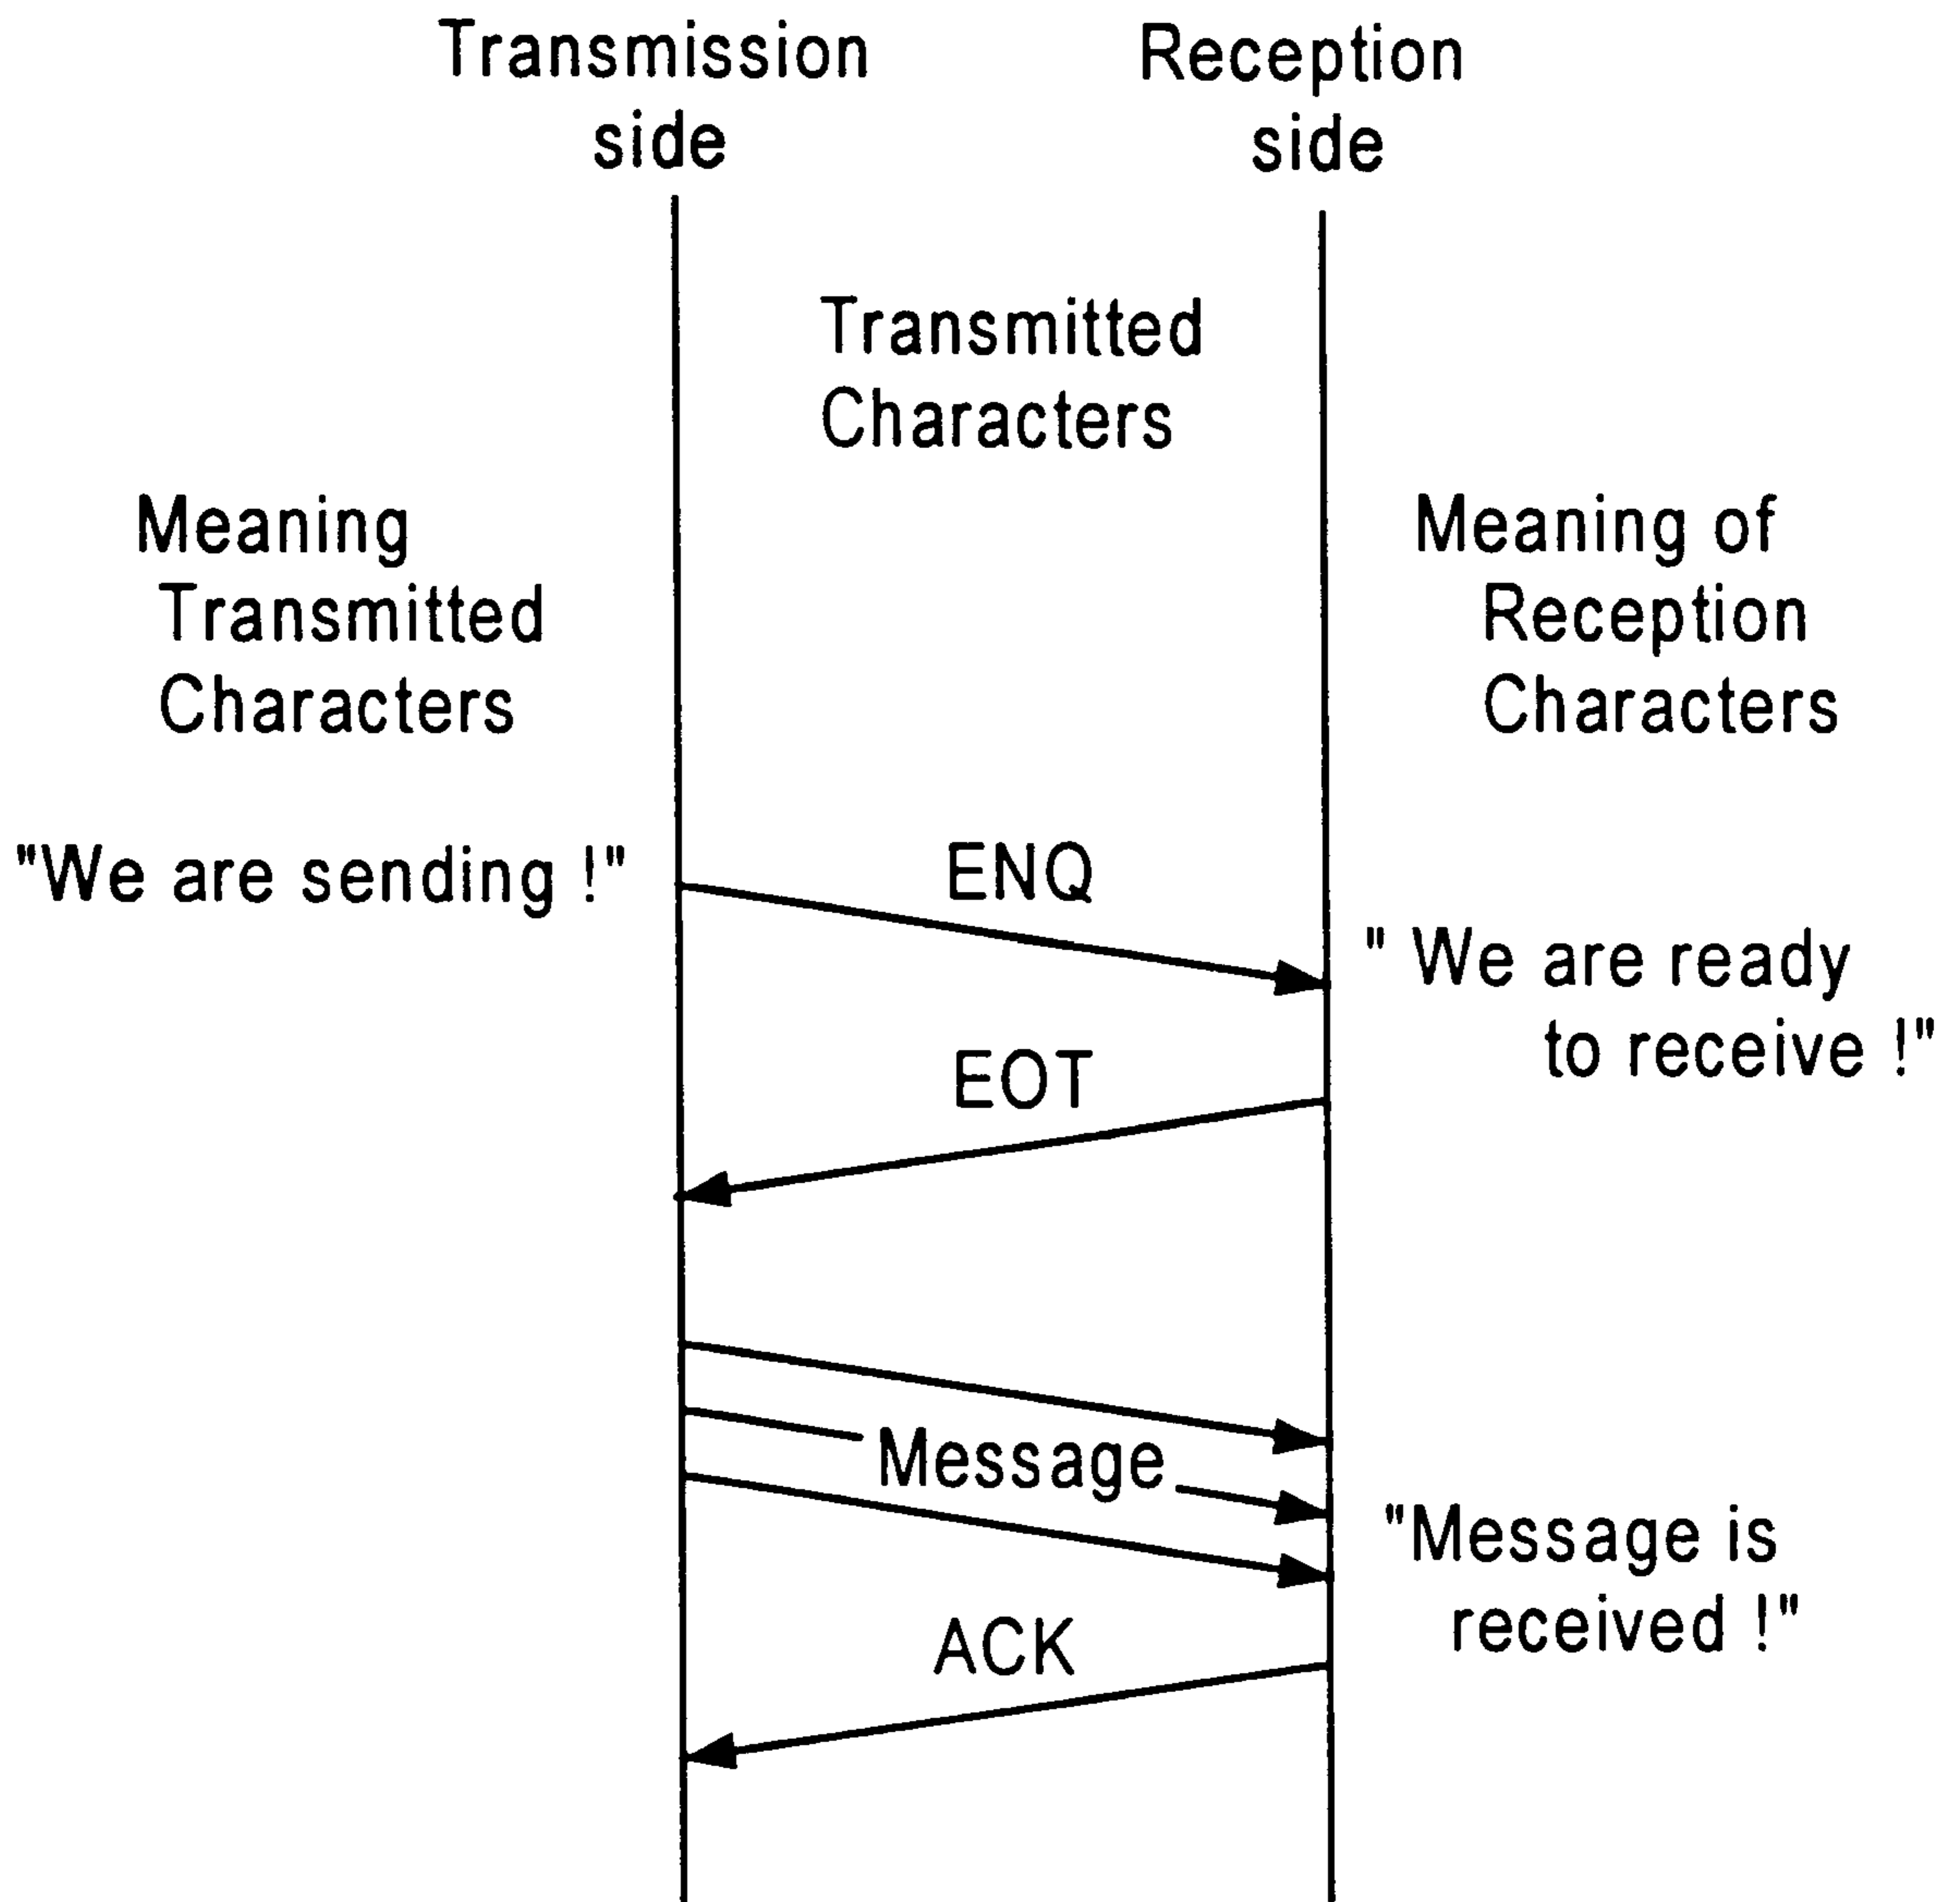 Transmission
side
Reception
side
Transmitted
Characters
Meaning
Transmitted
Characters
Meaning of
Reception
Characters
"We are sending !"
ENQ
" We are ready
to receive !"
EOT
Message
"Message is
received !"
ACK